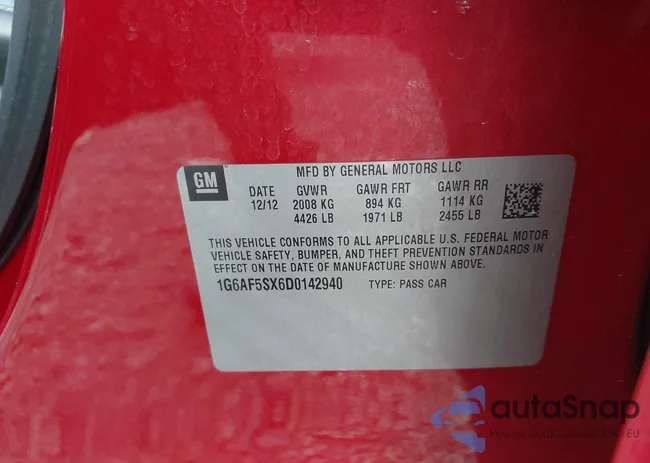 GM
MFD BY GENERAL MOTORS LLC
DATE GVWR GAWR FRT GAWR RR
12/12 2008 KG 894 KG 1114 KG
4426 LB 1971 LB 2455 LB
THIS VEHICLE CONFORMS TO ALL APPLICABLE U.S. FEDERAL MOTOR
VEHICLE SAFETY, BUMPER, AND THEFT PREVENTION STANDARDS IN
EFFECT ON THE DATE OF MANUFACTURE SHOWN ABOVE.
1G6AF5SX6D0142940 TYPE: PASS CAR
autaSnap